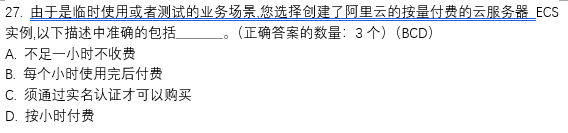 27. 由于是临时使用或者测试的业务场景,您选择创建了阿里云的按量付费的云服务器 ECS
实例,以下描述中准确的包括______。(正确答案的数量：3 个)（BCD）
A. 不足一小时不收费
B. 每个小时使用完后付费
C. 须通过实名认证才可以购买
D. 按小时付费